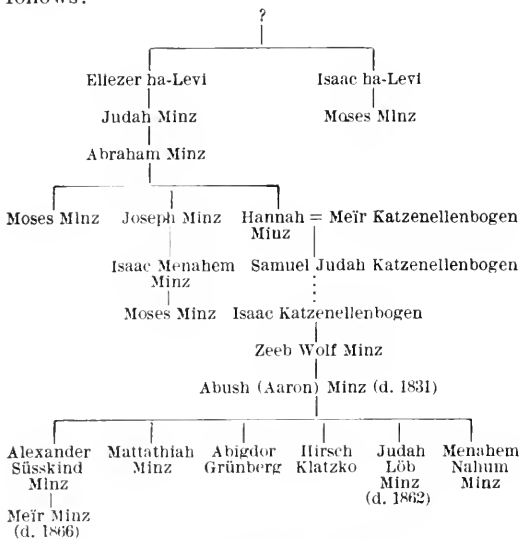 follows:
?
Eliezer ha-Levi Isaac ha-Levi
Judah Minz Moses Minz
Abraham Minz
Moses Minz Joseph Minz Hannah = Meïr Katzenellenbogen
Minz
Isaac Menahem Samuel Judah Katzenellenbogen
Minz
Moses Minz Isaac Katzenellenbogen
Zeeb Wolf Minz
Abush (Aaron) Minz (d. 1831)
Alexander Mattathiah Abigdor Hirsch Judah Menahem
Süsskind Minz Grünberg Klatzko Löb Nahum
Minz Minz Minz
(d. 1862)
Meïr Minz
(d. 1866)